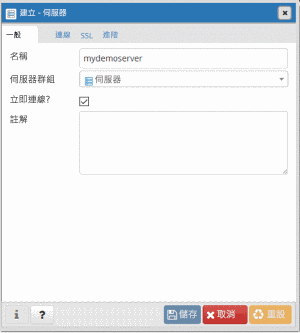 建立 - 伺服器
一般 連線 SSL 進階
名稱 mydemoserver
伺服器群組 伺服器
立即連線?
註解
i ? 儲存 取消 重設